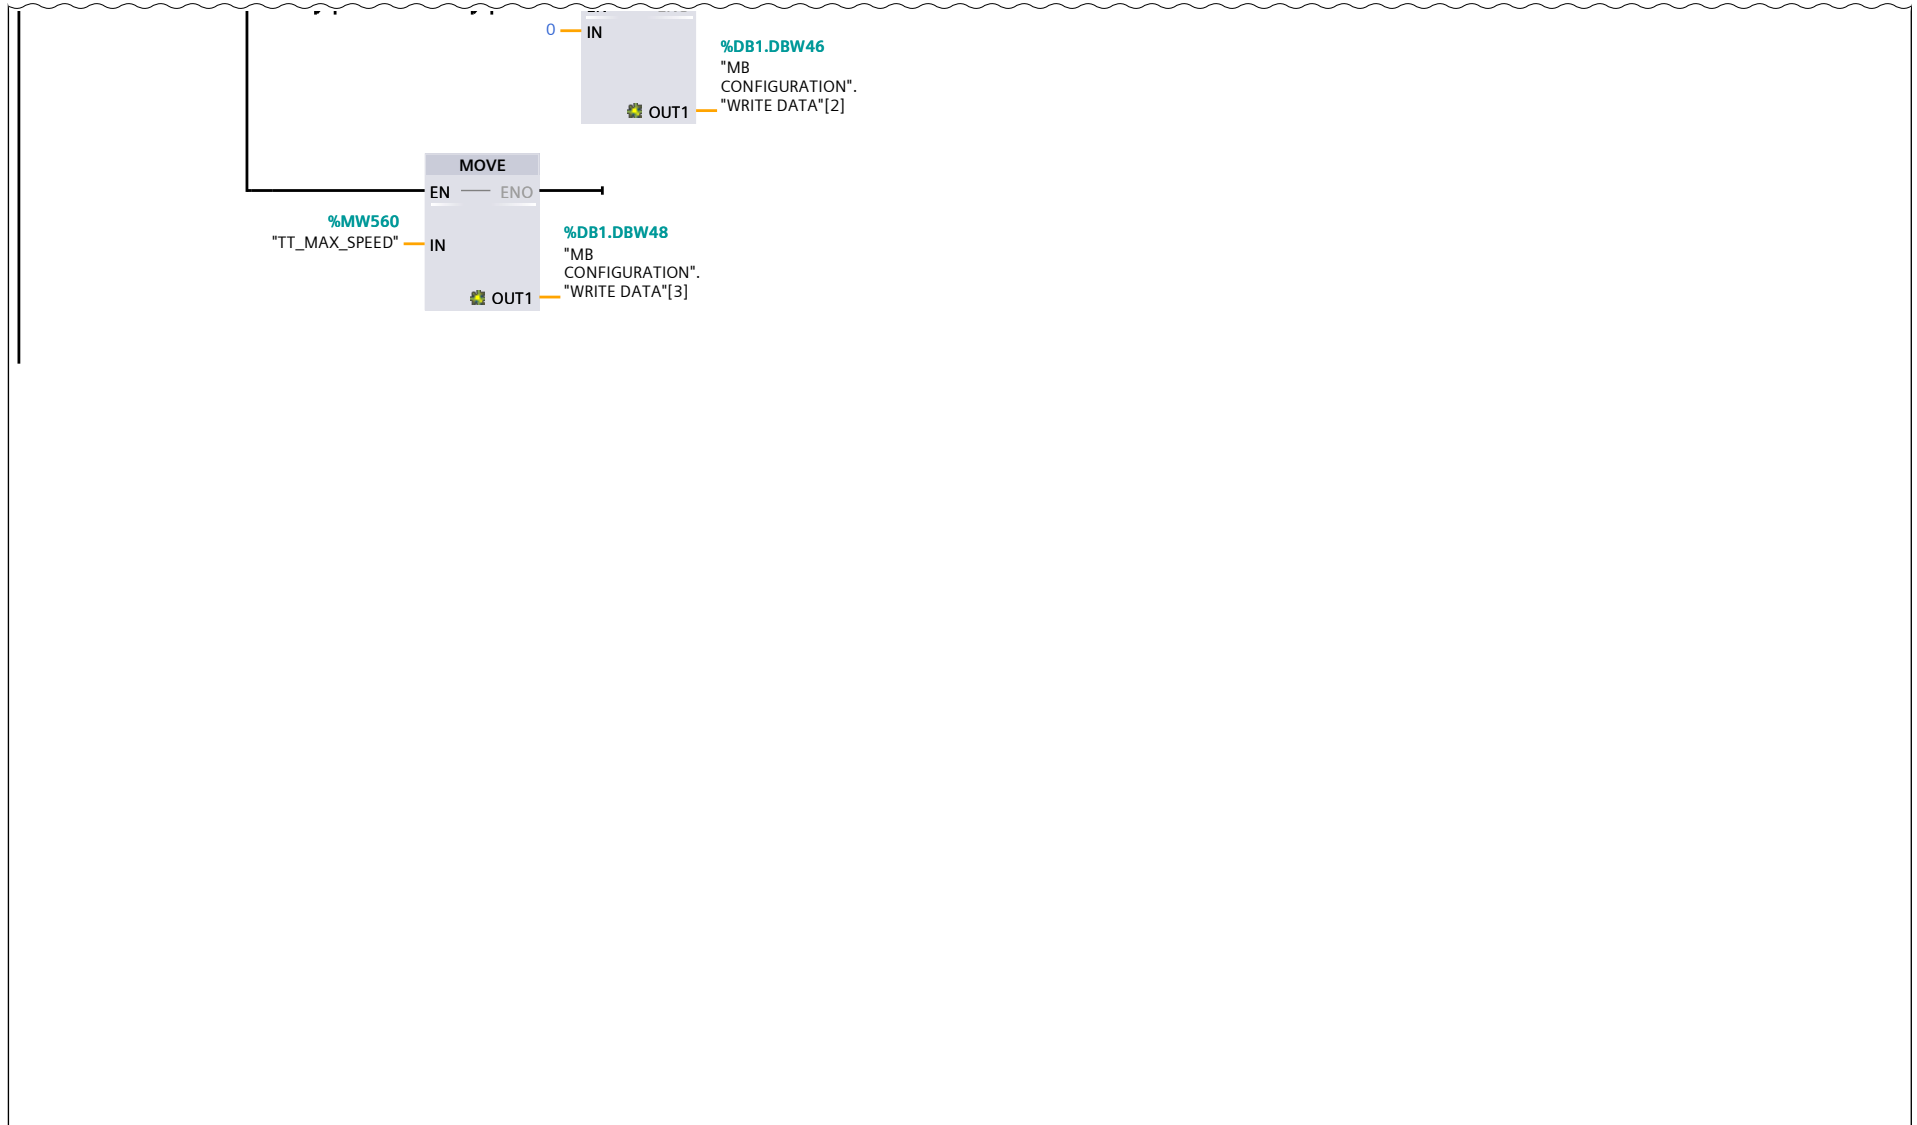 0
IN
%DB1.DBW46
"MB
CONFIGURATION".
"WRITE DATA"[2]
OUT1
MOVE
EN
ENO
%MW560
"TT_MAX_SPEED"
IN
%DB1.DBW48
"MB
CONFIGURATION".
"WRITE DATA"[3]
OUT1